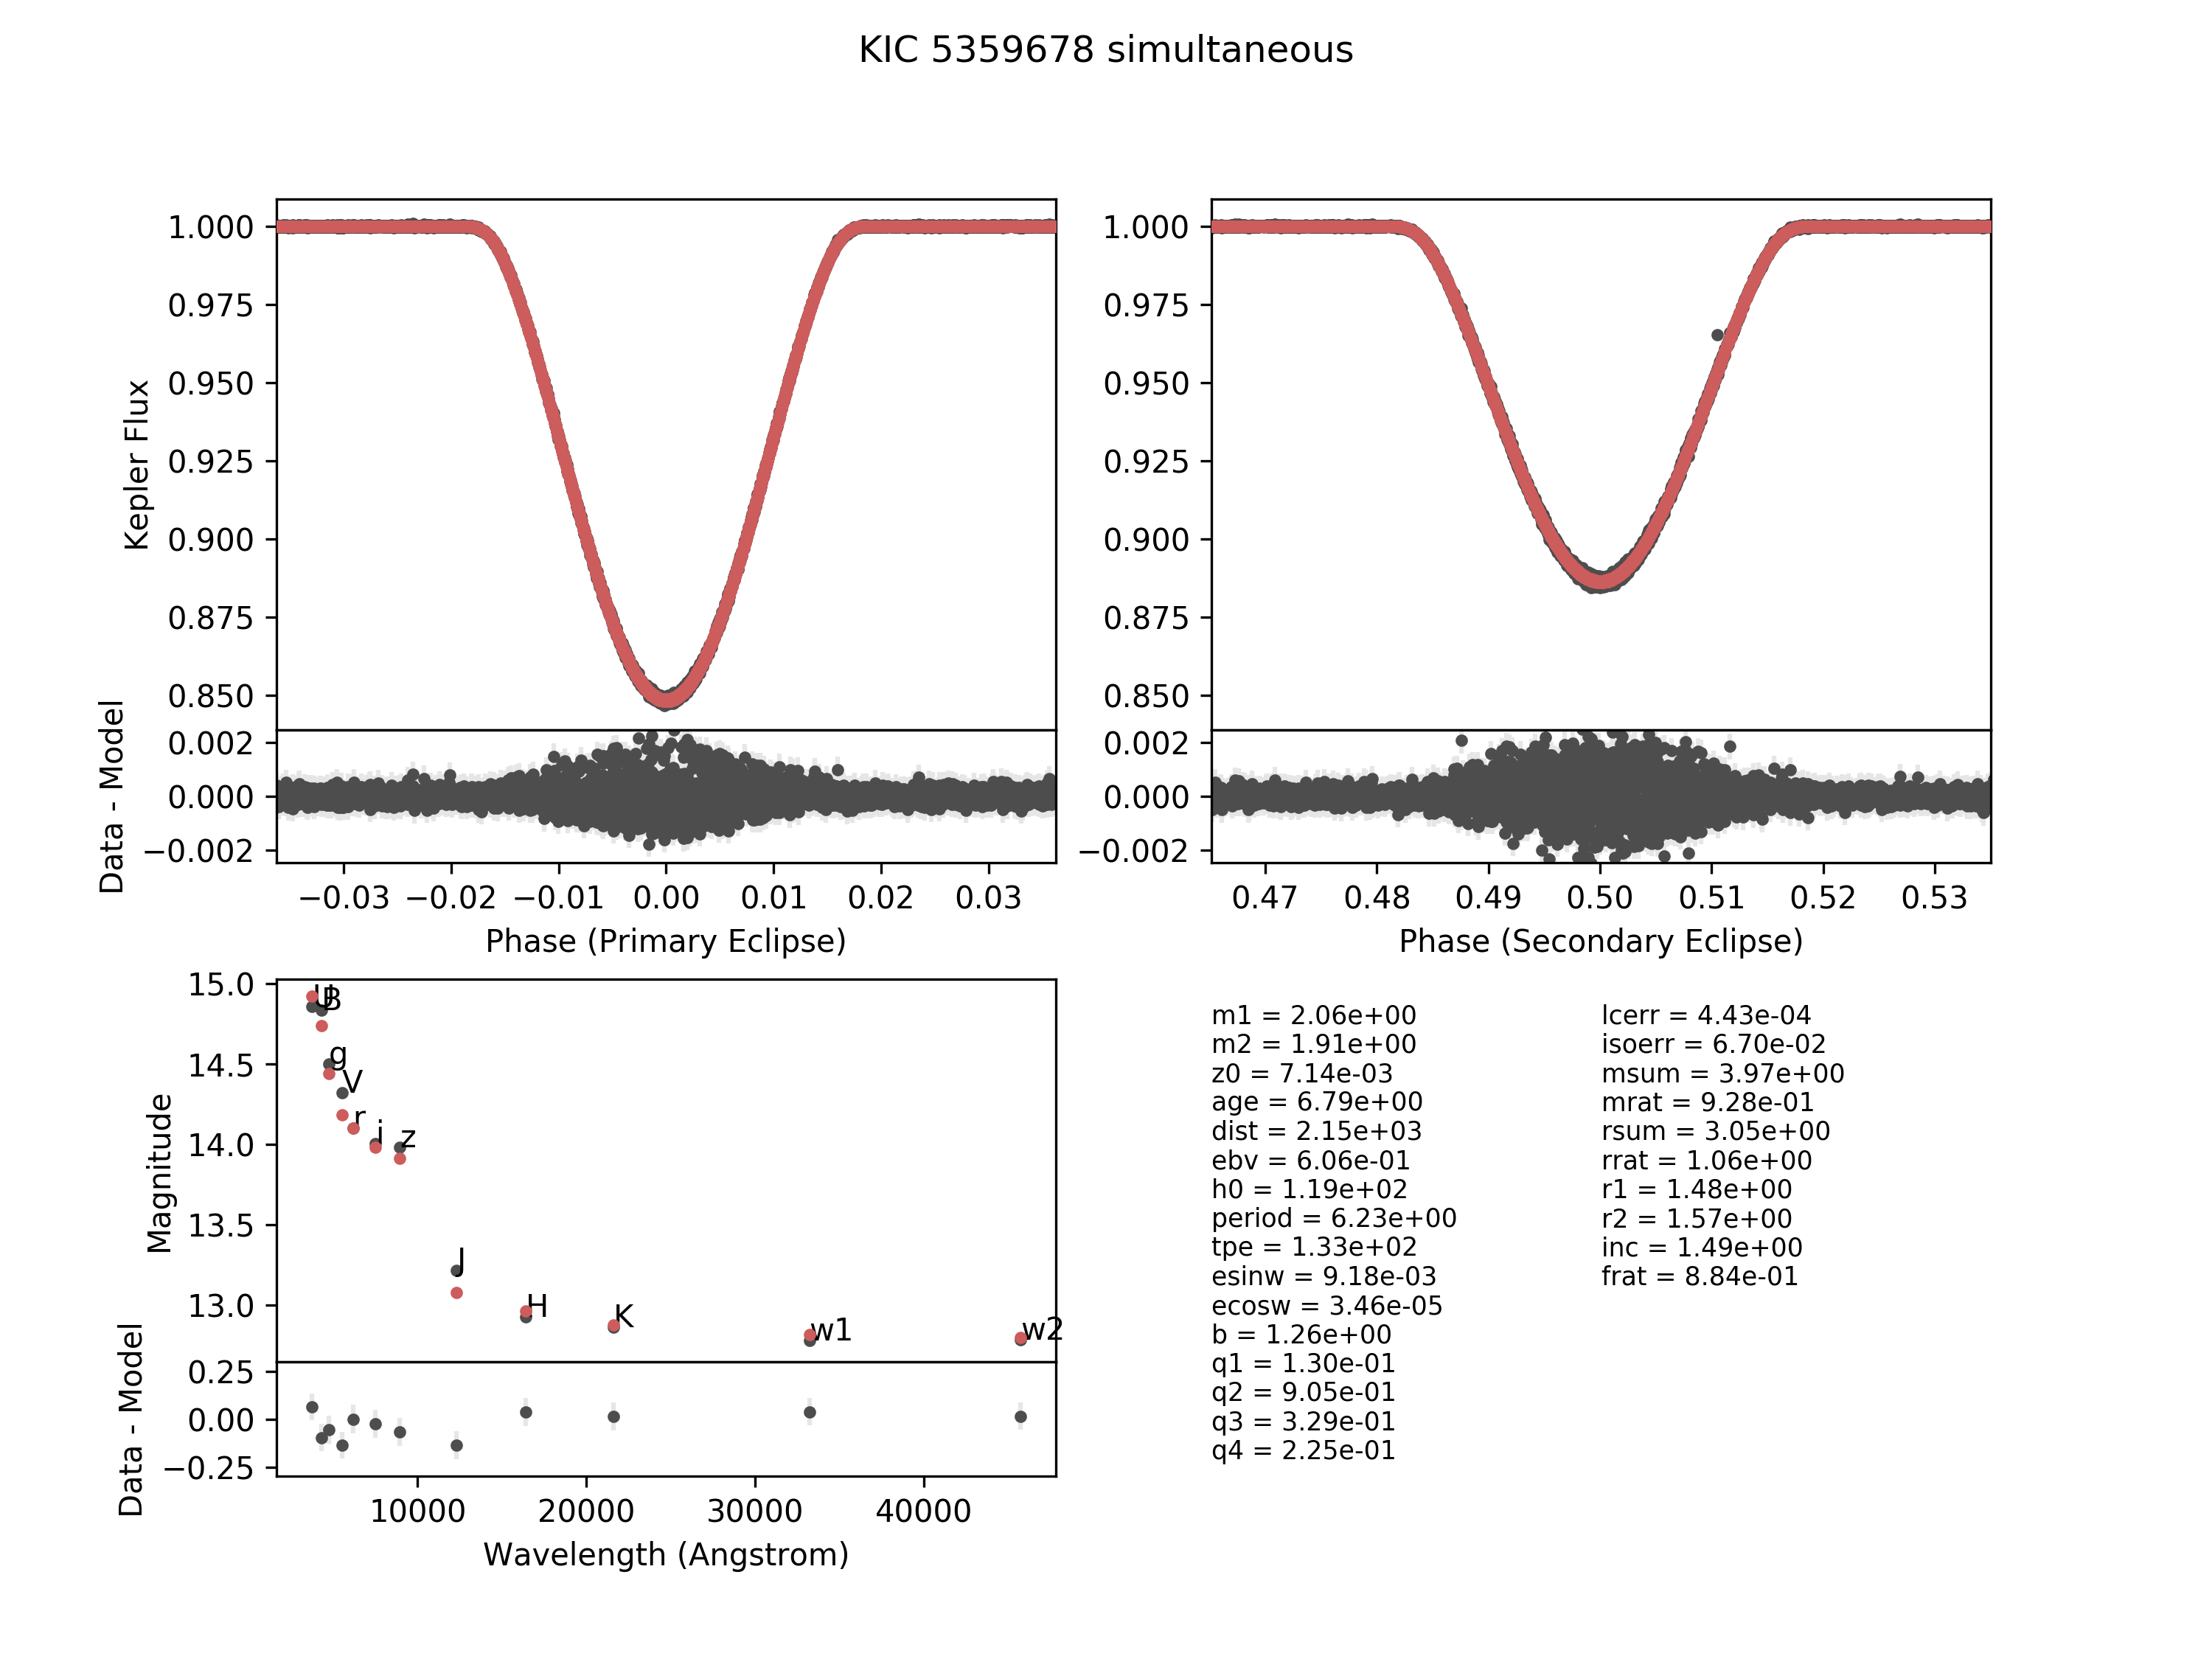 KIC 5359678 simultaneous
Kepler Flux
1.000
0.975
0.950
0.925
0.900
0.875
0.850
Data - Model
0.002
0.000
−0.002
−0.03 −0.02 −0.01 0.00 0.01 0.02 0.03
Phase (Primary Eclipse)
1.000
0.975
0.950
0.925
0.900
0.875
0.850
0.002
0.000
−0.002
0.47 0.48 0.49 0.50 0.51 0.52 0.53
Phase (Secondary Eclipse)
Magnitude
15.0
14.5
14.0
13.5
13.0
U
B
g
V
r
i
z
J
H
K
w1
w2
Data - Model
0.25
0.00
−0.25
10000 20000 30000 40000
Wavelength (Angstrom)
m1 = 2.06e+00
m2 = 1.91e+00
z0 = 7.14e-03
age = 6.79e+00
dist = 2.15e+03
ebv = 6.06e-01
h0 = 1.19e+02
period = 6.23e+00
tpe = 1.33e+02
esinw = 9.18e-03
ecosw = 3.46e-05
b = 1.26e+00
q1 = 1.30e-01
q2 = 9.05e-01
q3 = 3.29e-01
q4 = 2.25e-01
lcerr = 4.43e-04
isoerr = 6.70e-02
msum = 3.97e+00
mrat = 9.28e-01
rsum = 3.05e+00
rrat = 1.06e+00
r1 = 1.48e+00
r2 = 1.57e+00
inc = 1.49e+00
frat = 8.84e-01